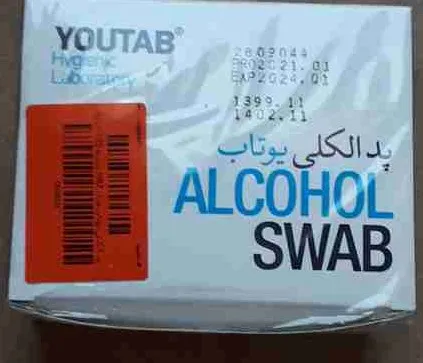 YOUTAB®
Hygienic
Laboratory
2809044
PRO2021.01
EXP2024.01
1399.11
1402.11
پد الکلی یوتاب
ALCOHOL
SWAB